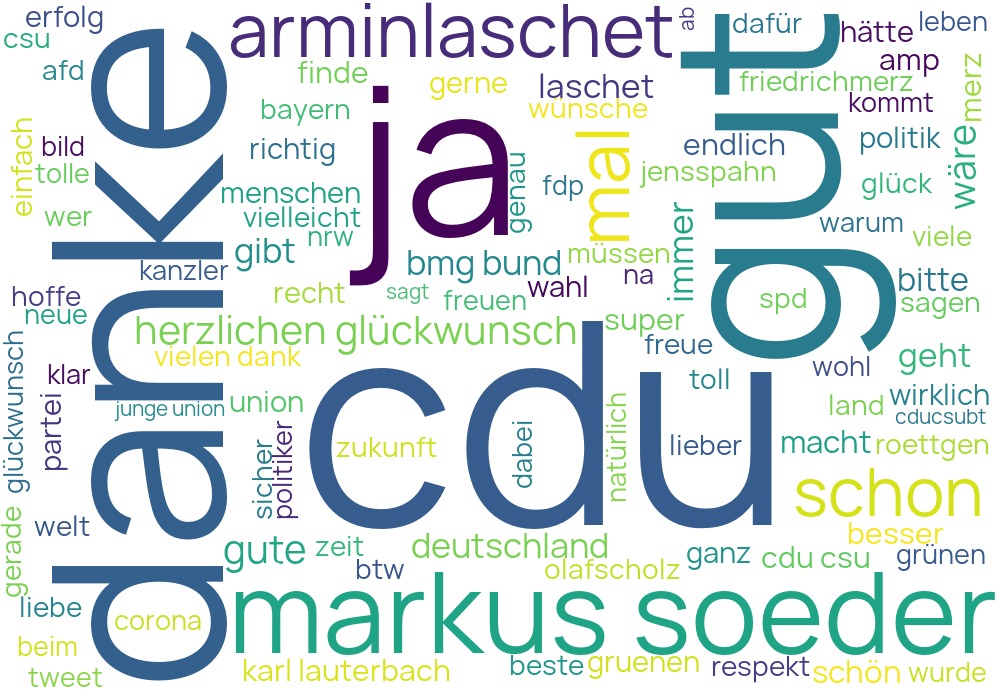 erfolg
arminlaschet
ab
dafür
leben
csu
hätte
afd
finde
gerne
laschet
friedrichmerz
amp
merz
danke
ja
gut
bayern
wünsche
kommt
einfach
bild
richtig
mal
endlich
politik
wäre
tolle
menschen
genau
fdp
jensspahn
glück
wer
vielleicht
immer
warum
nrw
gibt
müssen
viele
kanzler
bmg bund
na
bitte
hoffe
recht
sagt
freuen
wahl
spd
sagen
neue
herzlichen glückwunsch
super
glückwunsch
vielen dank
cdu
freue
wohl
geht
klar
toll
partei
junge union
union
natürlich
land
wirklich
cducsubt
sicher
politiker
zukunft
dabei
lieber
macht
roettgen
schon
gerade
welt
gute
zeit
deutschland
ganz
cdu csu
besser
grünen
btw
olafscholz
liebe
corona
markus soeder
beim
tweet
karl lauterbach
beste
gruenen
respekt
schön
wurde